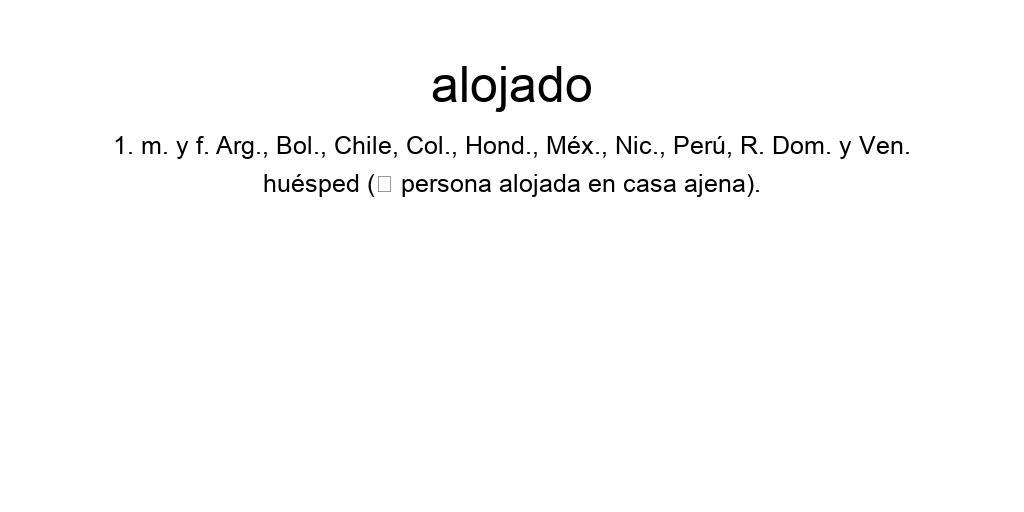 alojado
1. m. y f. Arg., Bol., Chile, Col., Hond., Méx., Nic., Perú, R. Dom. y Ven.
huésped (▯ persona alojada en casa ajena).